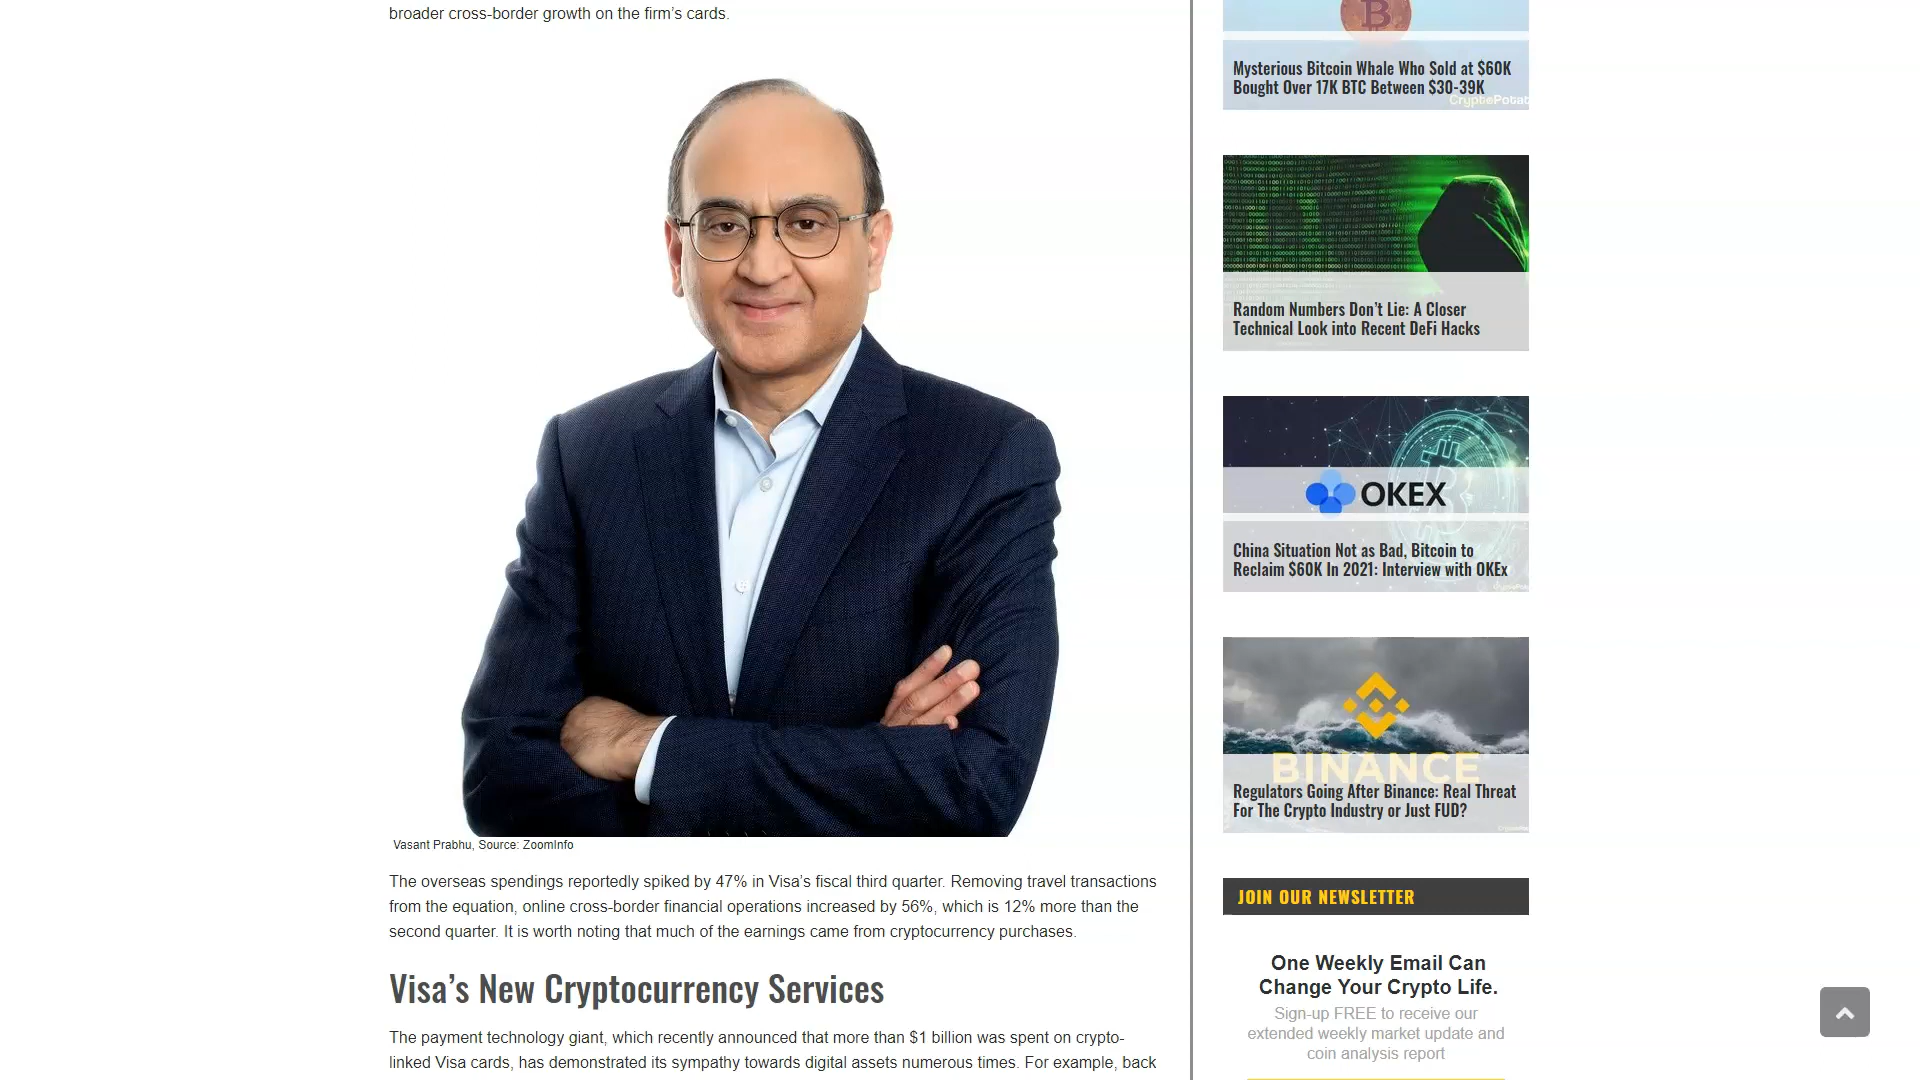 broader cross-border growth on the firm’s cards.
Vasant Prabhu, Source: ZoomInfo
The overseas spendings reportedly spiked by 47% in Visa’s fiscal third quarter. Removing travel transactions
from the equation, online cross-border financial operations increased by 56%, which is 12% more than the
second quarter. It is worth noting that much of the earnings came from cryptocurrency purchases.
Visa’s New Cryptocurrency Services
The payment technology giant, which recently announced that more than $1 billion was spent on crypto-
linked Visa cards, has demonstrated its sympathy towards digital assets numerous times. For example, back
Mysterious Bitcoin Whale Who Sold at $60K
Bought Over 17K BTC Between $30-39K
CryptoPotat
Random Numbers Don’t Lie: A Closer
Technical Look into Recent DeFi Hacks
OKEX
China Situation Not as Bad, Bitcoin to
Reclaim $60K In 2021: Interview with OKEx
BINANCE
Regulators Going After Binance: Real Threat
For The Crypto Industry or Just FUD?
JOIN OUR NEWSLETTER
One Weekly Email Can
Change Your Crypto Life.
Sign-up FREE to receive our
extended weekly market update and
coin analysis report